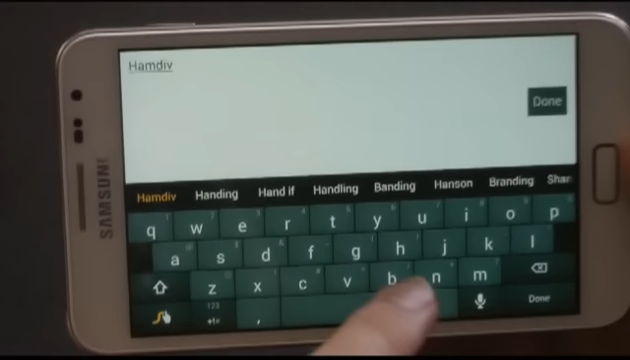 Hamdiv
Done
SAMSUNG
Hamdiv Handing Hand if Handling Banding Hanson Branding Shar
q w e r t y u i o p
a s d f g h j k l
z x c v b n m
123
, Done